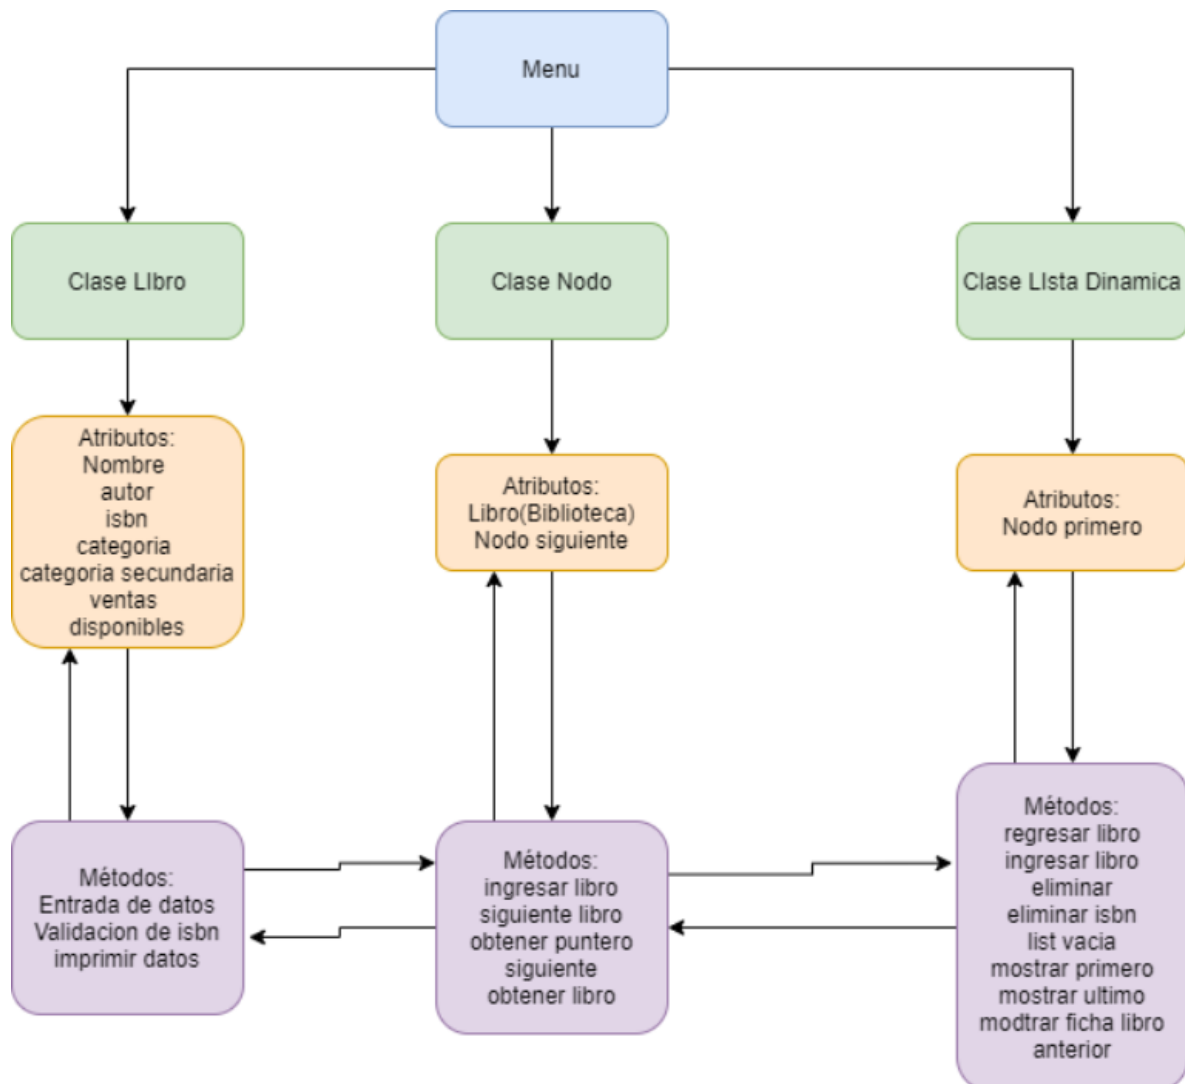 Menu
Clase LIbro
Clase Nodo
Clase LIsta Dinamica
Atributos:
Nombre
autor
isbn
categoria
categoria secundaria
ventas
disponibles
Atributos:
Libro(Biblioteca)
Nodo siguiente
Atributos:
Nodo primero
Métodos:
Entrada de datos
Validacion de isbn
imprimir datos
Métodos:
ingresar libro
siguiente libro
obtener puntero
siguiente
obtener libro
Métodos:
regresar libro
ingresar libro
eliminar
eliminar isbn
list vacia
mostrar primero
mostrar ultimo
modtrar ficha libro
anterior